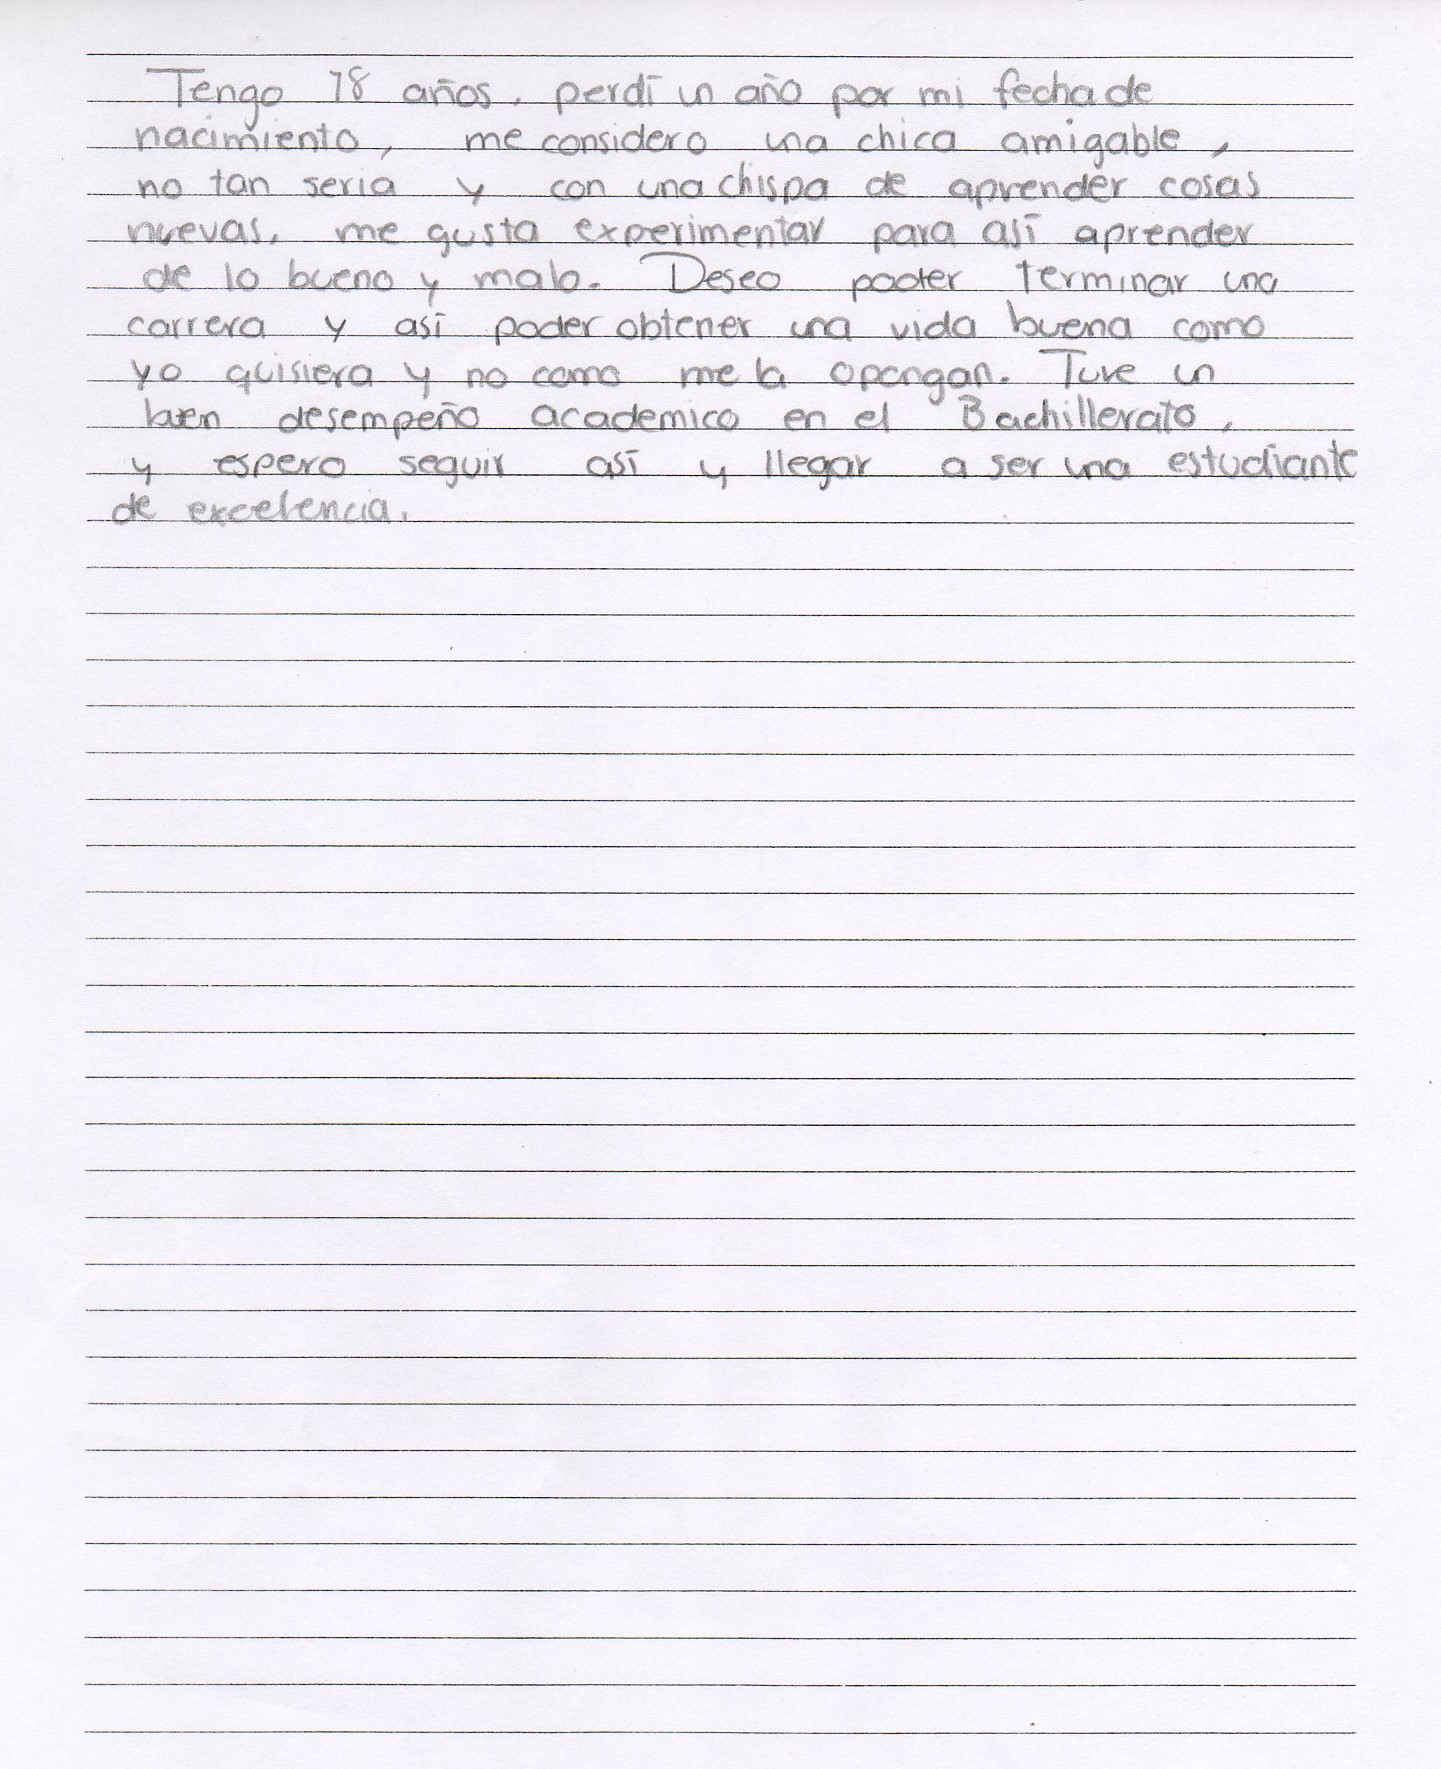 Tengo 18 años, perdí un año por mi fecha de
nacimiento, me considero una chica amigable,
no tan seria y con una chispa de aprender cosas
nuevas, me gusta experimentar para así aprender
de lo bueno y malo. Deseo poder terminar una
carrera y así poder obtener una vida buena como
yo quisiera y no como me la opongan. Tuve un
buen desempeño academico en el Bachillerato,
y espero seguir así y llegar a ser una estudiante
de excelencia.